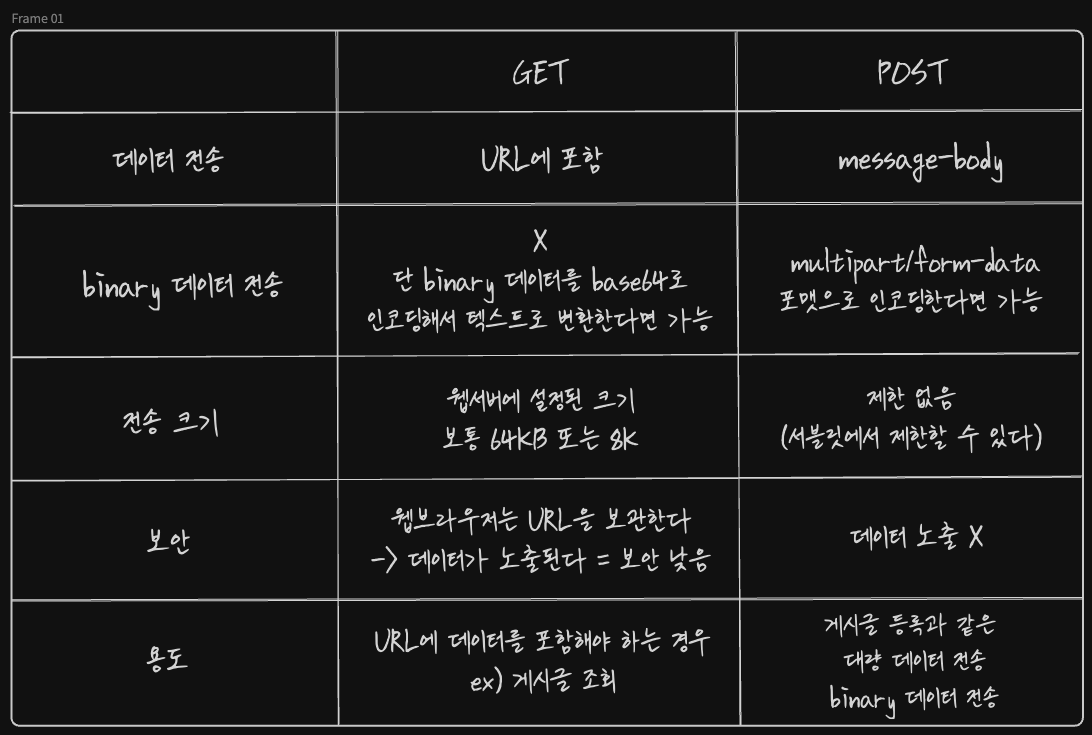 Frame 01
GET
POST
데이터 전송
URL에 포함
message-body
binary 데이터 전송
X
단 binary 데이터를 base64로
인코딩해서 텍스트로 변환한다면 가능
multipart/form-data
포맷으로 인코딩한다면 가능
전송 크기
웹서버에 설정된 크기
보통 64KB 또는 8K
제한 없음
(서블릿에서 제한할 수 있다)
보안
웹브라우저는 URL을 보관한다
-> 데이터가 노출된다 = 보안 낮음
데이터 노출 X
용도
URL에 데이터를 포함해야 하는 경우
ex) 게시글 조회
게시글 등록과 같은
대량 데이터 전송
binary 데이터 전송